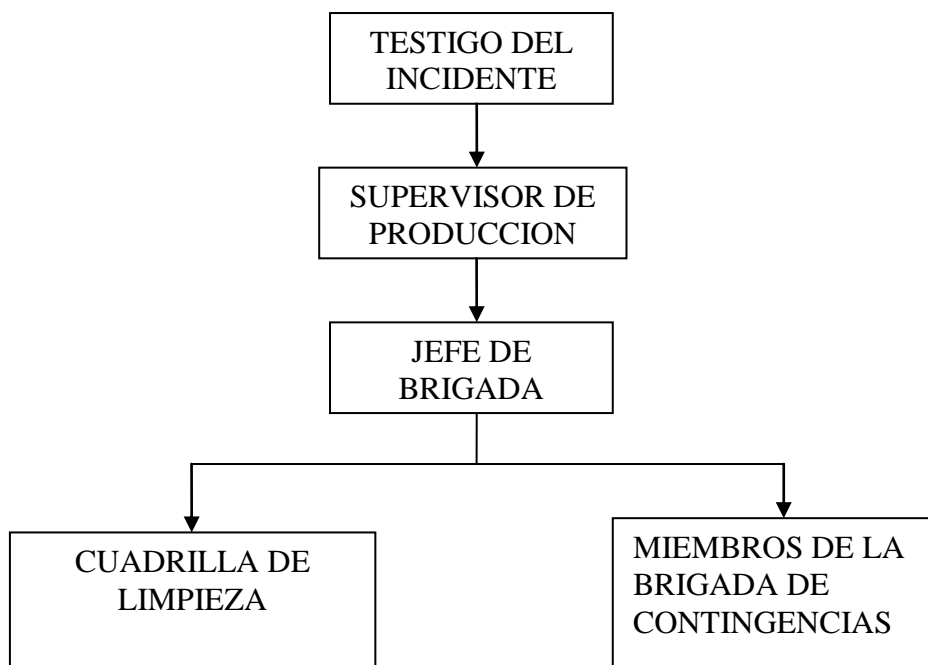 TESTIGO DEL
INCIDENTE
SUPERVISOR DE
PRODUCCION
JEFE DE
BRIGADA
CUADRILLA DE
LIMPIEZA
MIEMBROS DE LA
BRIGADA DE
CONTINGENCIAS